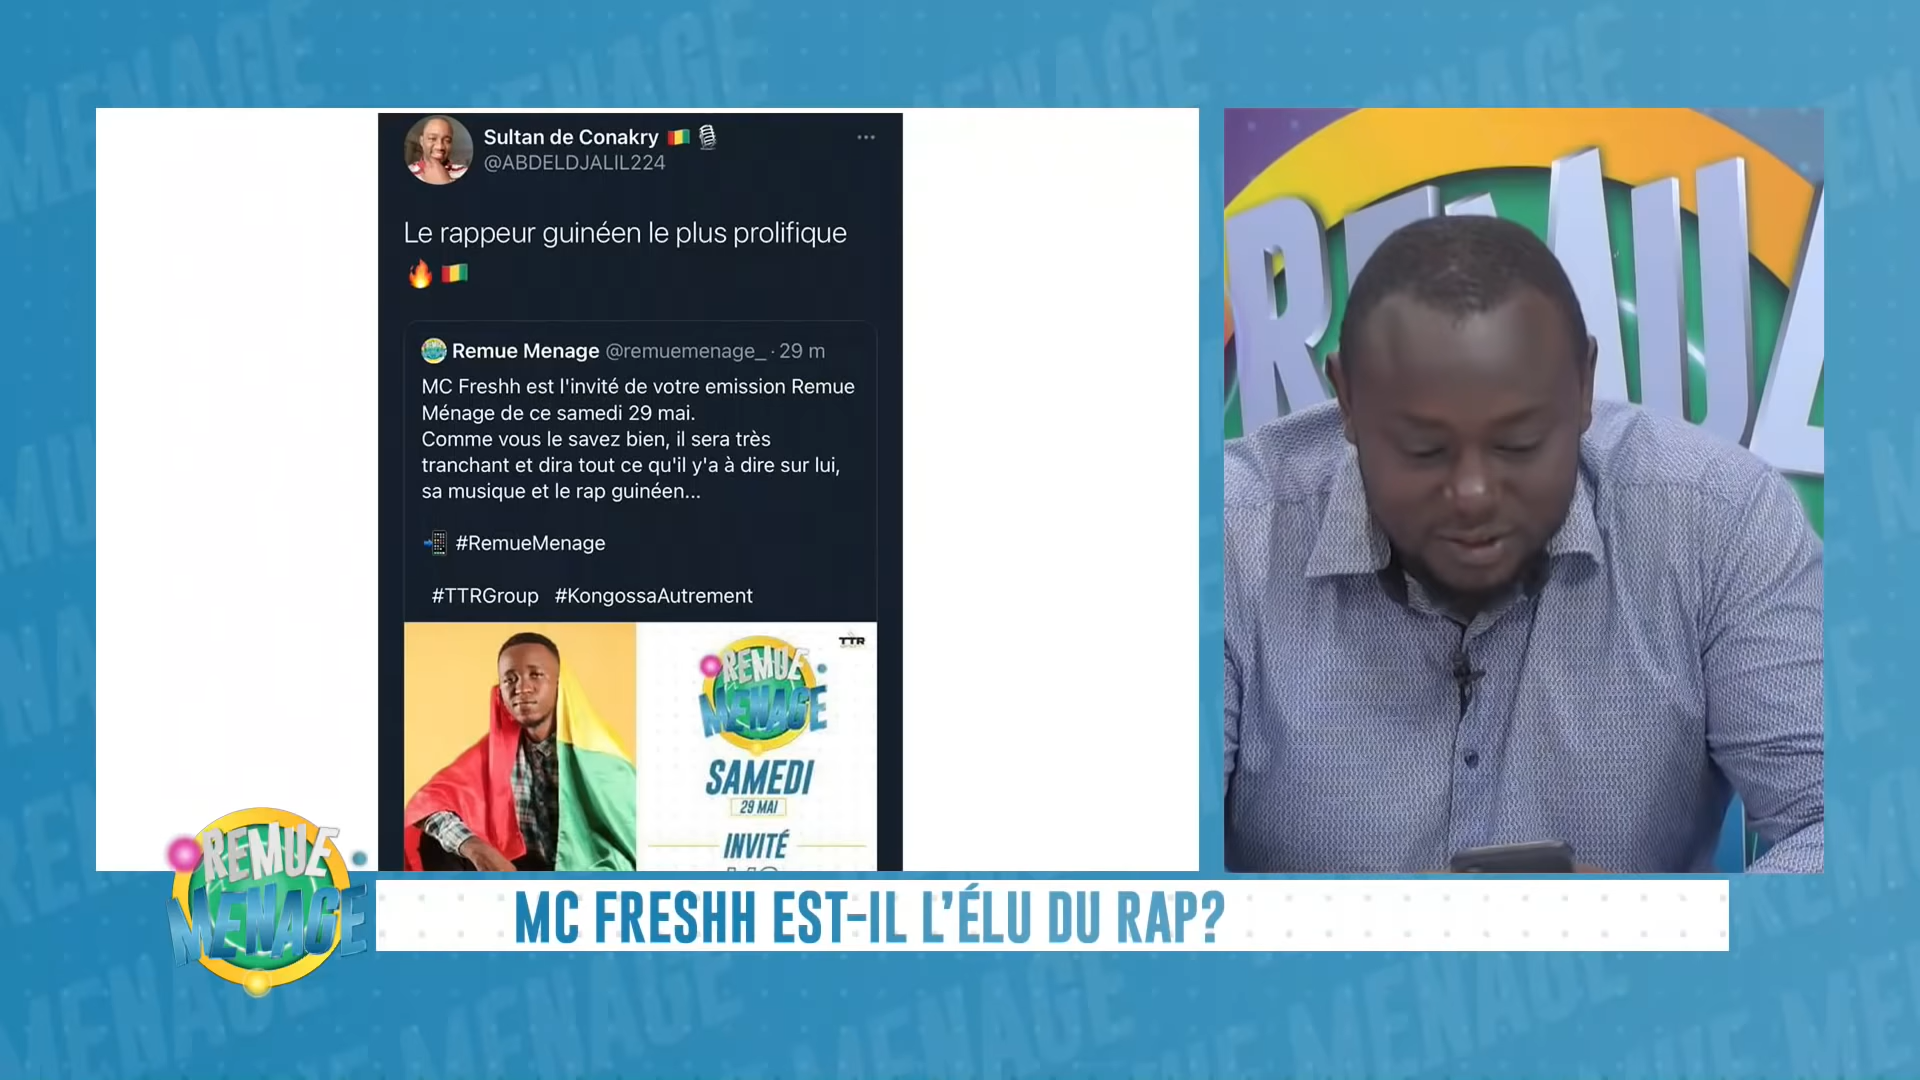 Sultan de Conakry
@ABDELDJALIL224
Le rappeur guinéen le plus prolifique
Remue Menage @remuemenage_ · 29 m
MC Freshh est l'invité de votre emission Remue
Ménage de ce samedi 29 mai.
Comme vous le savez bien, il sera très
tranchant et dira tout ce qu'il y'a à dire sur lui,
sa musique et le rap guinéen...
#RemueMenage
#TTRGroup #KongossaAutrement
TTR
REMUE
MENAGE
SAMEDI
29 MAI
INVITÉ
REMUE
REMUE
MENAGE
MC FRESHH EST-IL L'ÉLU DU RAP?
MENAGE